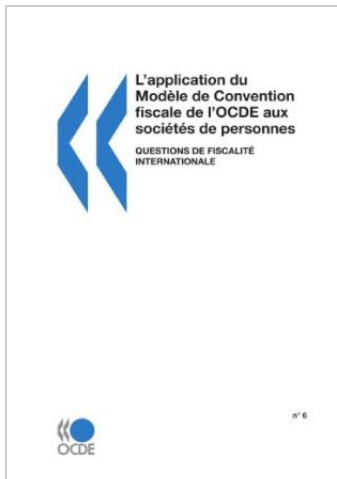 L'application du
Modèle de Convention
fiscale de l'OCDE aux
sociétés de personnes
QUESTIONS DE FISCALITÉ
INTERNATIONALE
n° 6
OCDE